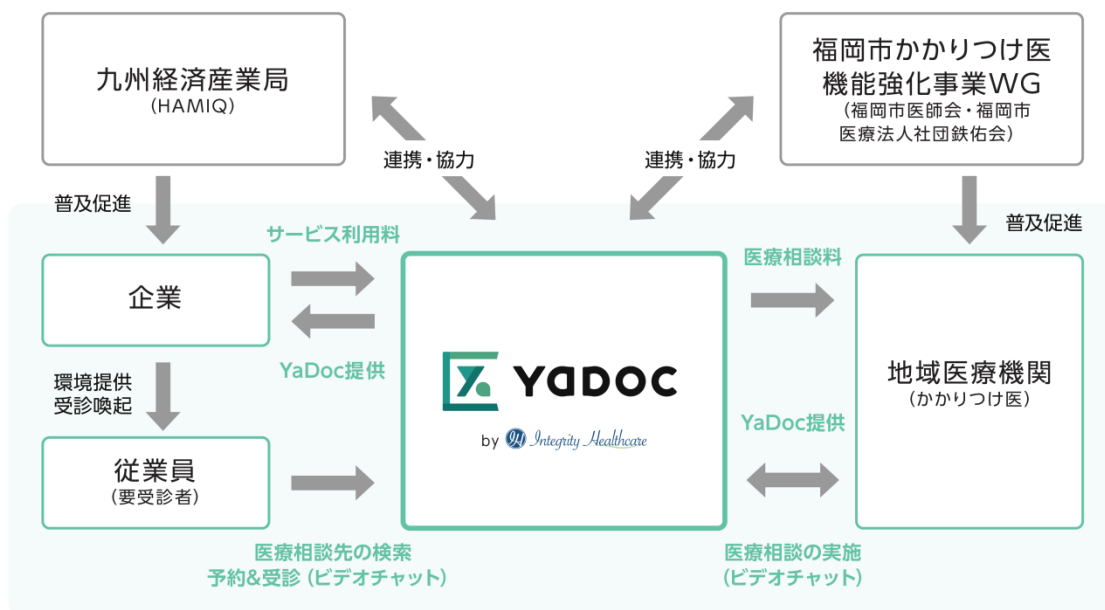 九州経済産業局
(HAMIQ)
福岡市かかりつけ医
機能強化事業WG
(福岡市医師会・福岡市
医療法人社団鉄佑会)
連携・協力
連携・協力
普及促進
普及促進
サービス利用料
医療相談料
企業
YaDoc提供
環境提供
受診喚起
YaDoc
by IH Integrity Healthcare
地域医療機関
(かかりつけ医)
YaDoc提供
従業員
(要受診者)
医療相談先の検索
予約&受診(ビデオチャット)
医療相談の実施
(ビデオチャット)